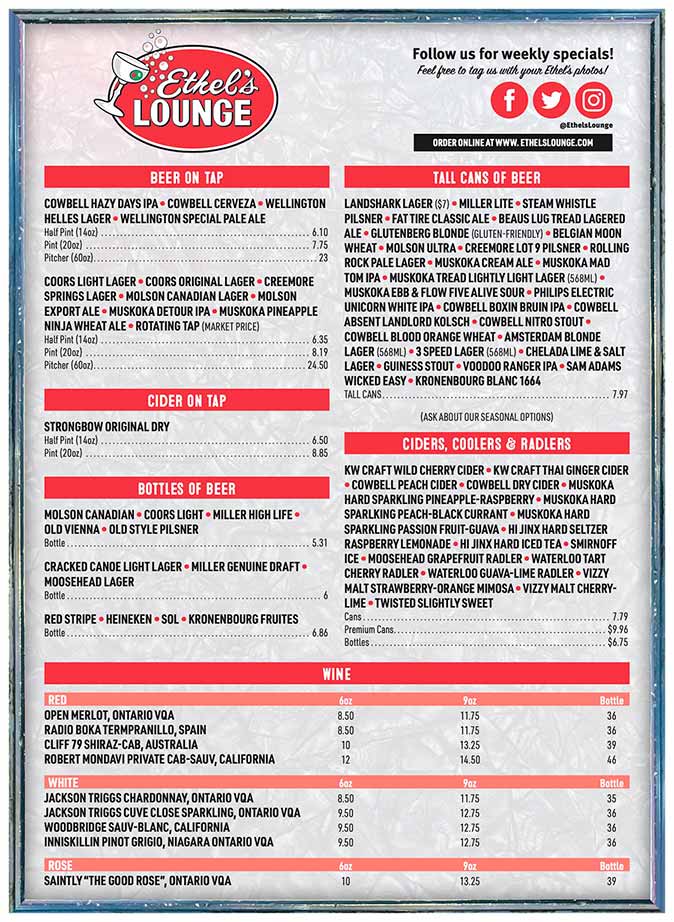 Ethel's
LOUNGE
Follow us for weekly specials!
Feel free to tag us with your Ethel's photos!
@EthelsLounge
ORDER ONLINE AT WWW. ETHELSLOUNGE.COM
BEER ON TAP
COWBELL HAZY DAYS IPA • COWBELL CERVEZA • WELLINGTON
HELLES LAGER • WELLINGTON SPECIAL PALE ALE
Half Pint (14oz) 6.10
Pint (20oz) 7.75
Pitcher (60oz) 23
COORS LIGHT LAGER • COORS ORIGINAL LAGER • CREEMORE
SPRINGS LAGER • MOLSON CANADIAN LAGER • MOLSON
EXPORT ALE • MUSKOKA DETOUR IPA • MUSKOKA PINEAPPLE
NINJA WHEAT ALE • ROTATING TAP (MARKET PRICE)
Half Pint (14oz) 6.35
Pint (20oz) 8.19
Pitcher (60oz) 24.50
CIDER ON TAP
STRONGBOW ORIGINAL DRY
Half Pint (14oz) 6.50
Pint (20oz) 8.85
BOTTLES OF BEER
MOLSON CANADIAN • COORS LIGHT • MILLER HIGH LIFE •
OLD VIENNA • OLD STYLE PILSNER
Bottle 5.31
CRACKED CANOE LIGHT LAGER • MILLER GENUINE DRAFT •
MOOSEHEAD LAGER
Bottle 6
RED STRIPE • HEINEKEN • SOL • KRONENBOURG FRUITES
Bottle 6.86
TALL CANS OF BEER
LANDSHARK LAGER ($7) • MILLER LITE • STEAM WHISTLE
PILSNER • FAT TIRE CLASSIC ALE • BEAUS LUG TREAD LAGERED
ALE • GLUTENBERG BLONDE (GLUTEN-FRIENDLY) • BELGIAN MOON
WHEAT • MOLSON ULTRA • CREEMORE LOT 9 PILSNER • ROLLING
ROCK PALE LAGER • MUSKOKA CREAM ALE • MUSKOKA MAD
TOM IPA • MUSKOKA TREAD LIGHTLY LIGHT LAGER (568ML) •
MUSKOKA EBB & FLOW FIVE ALIVE SOUR • PHILIPS ELECTRIC
UNICORN WHITE IPA • COWBELL BOXIN BRUIN IPA • COWBELL
ABSENT LANDLORD KOLSCH • COWBELL NITRO STOUT •
COWBELL BLOOD ORANGE WHEAT • AMSTERDAM BLONDE
LAGER (568ML) • 3 SPEED LAGER (568ML) • CHELADA LIME & SALT
LAGER • GUINESS STOUT • VOODOO RANGER IPA • SAM ADAMS
WICKED EASY • KRONENBOURG BLANC 1664
TALL CANS 7.97
(ASK ABOUT OUR SEASONAL OPTIONS)
CIDERS, COOLERS & RADLERS
KW CRAFT WILD CHERRY CIDER • KW CRAFT THAI GINGER CIDER
• COWBELL PEACH CIDER • COWBELL DRY CIDER • MUSKOKA
HARD SPARKLING PINEAPPLE-RASPBERRY • MUSKOKA HARD
SPARLKING PEACH-BLACK CURRANT • MUSKOKA HARD
SPARKLING PASSION FRUIT-GUAVA • HI JINX HARD SELTZER
RASPBERRY LEMONADE • HI JINX HARD ICED TEA • SMIRNOFF
ICE • MOOSEHEAD GRAPEFRUIT RADLER • WATERLOO TART
CHERRY RADLER • WATERLOO GUAVA-LIME RADLER • VIZZY
MALT STRAWBERRY-ORANGE MIMOSA • VIZZY MALT CHERRY-
LIME • TWISTED SLIGHTLY SWEET
Cans 7.79
Premium Cans $9.96
Bottles $6.75
WINE
RED 6oz 9oz Bottle
OPEN MERLOT, ONTARIO VQA 8.50 11.75 36
RADIO BOKA TERMPRANILLO, SPAIN 8.50 11.75 36
CLIFF 79 SHIRAZ-CAB, AUSTRALIA 10 13.25 39
ROBERT MONDAVI PRIVATE CAB-SAUV, CALIFORNIA 12 14.50 46
WHITE 6oz 9oz Bottle
JACKSON TRIGGS CHARDONNAY, ONTARIO VQA 8.50 11.75 35
JACKSON TRIGGS CUVE CLOSE SPARKLING, ONTARIO VQA 9.50 12.75 36
WOODBRIDGE SAUV-BLANC, CALIFORNIA 9.50 12.75 36
INNISKILLIN PINOT GRIGIO, NIAGARA ONTARIO VQA 9.50 12.75 36
ROSE 6oz 9oz Bottle
SAINTLY "THE GOOD ROSE", ONTARIO VQA 10 13.25 39